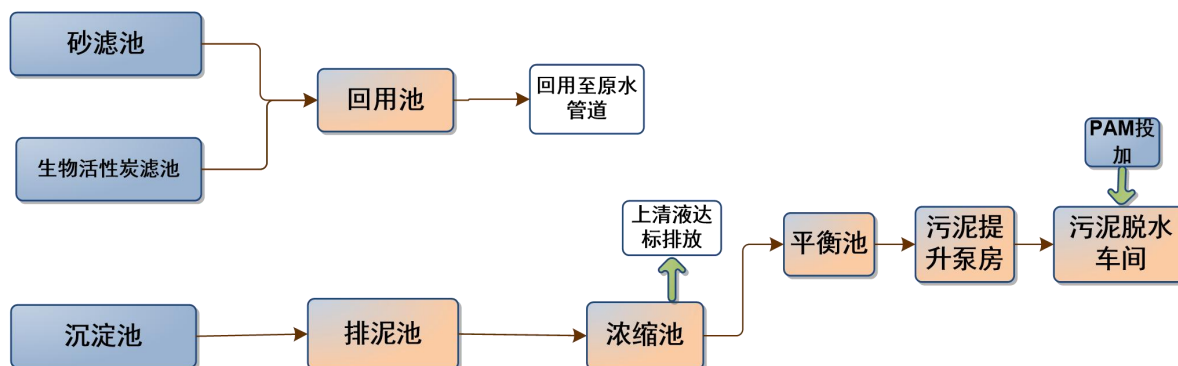 砂滤池
生物活性炭滤池
回用池
回用至原水
管道
沉淀池
排泥池
浓缩池
上清液达
标排放
平衡池
污泥提
升泵房
PAM投
加
污泥脱水
车间